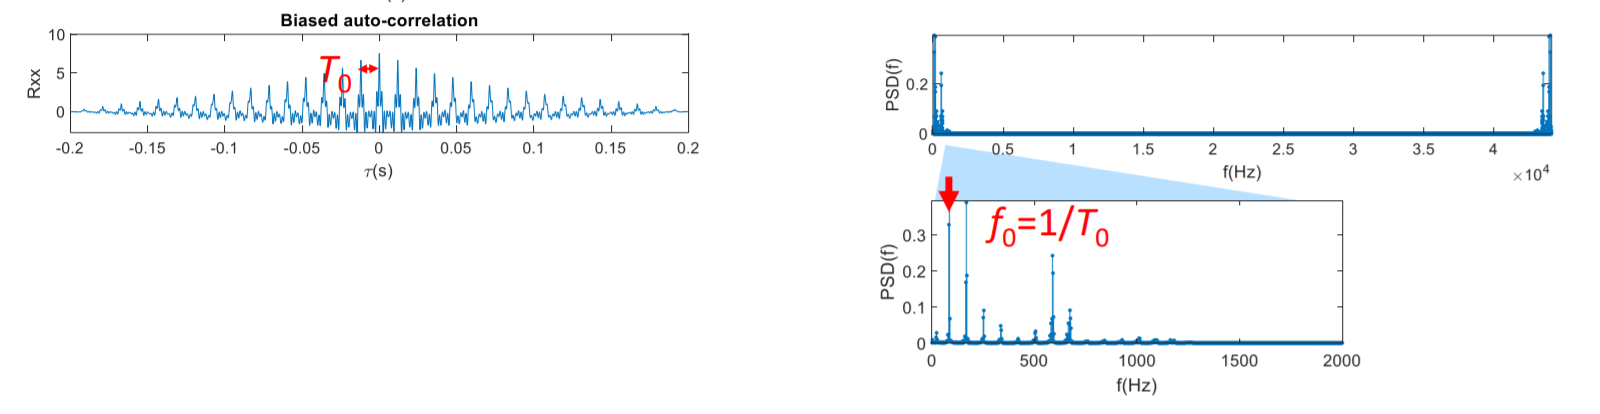 Biased auto-correlation
Rxx
10
5
0
T0
-0.2 -0.15 -0.1 -0.05 0 0.05 0.1 0.15 0.2
τ(s)
PSD(f)
0.2
0
0 0.5 1 1.5 2 2.5 3 3.5 4
f(Hz)
×10⁴
f0=1/T0
PSD(f)
0.3
0.2
0.1
0
0 500 1000 1500 2000
f(Hz)